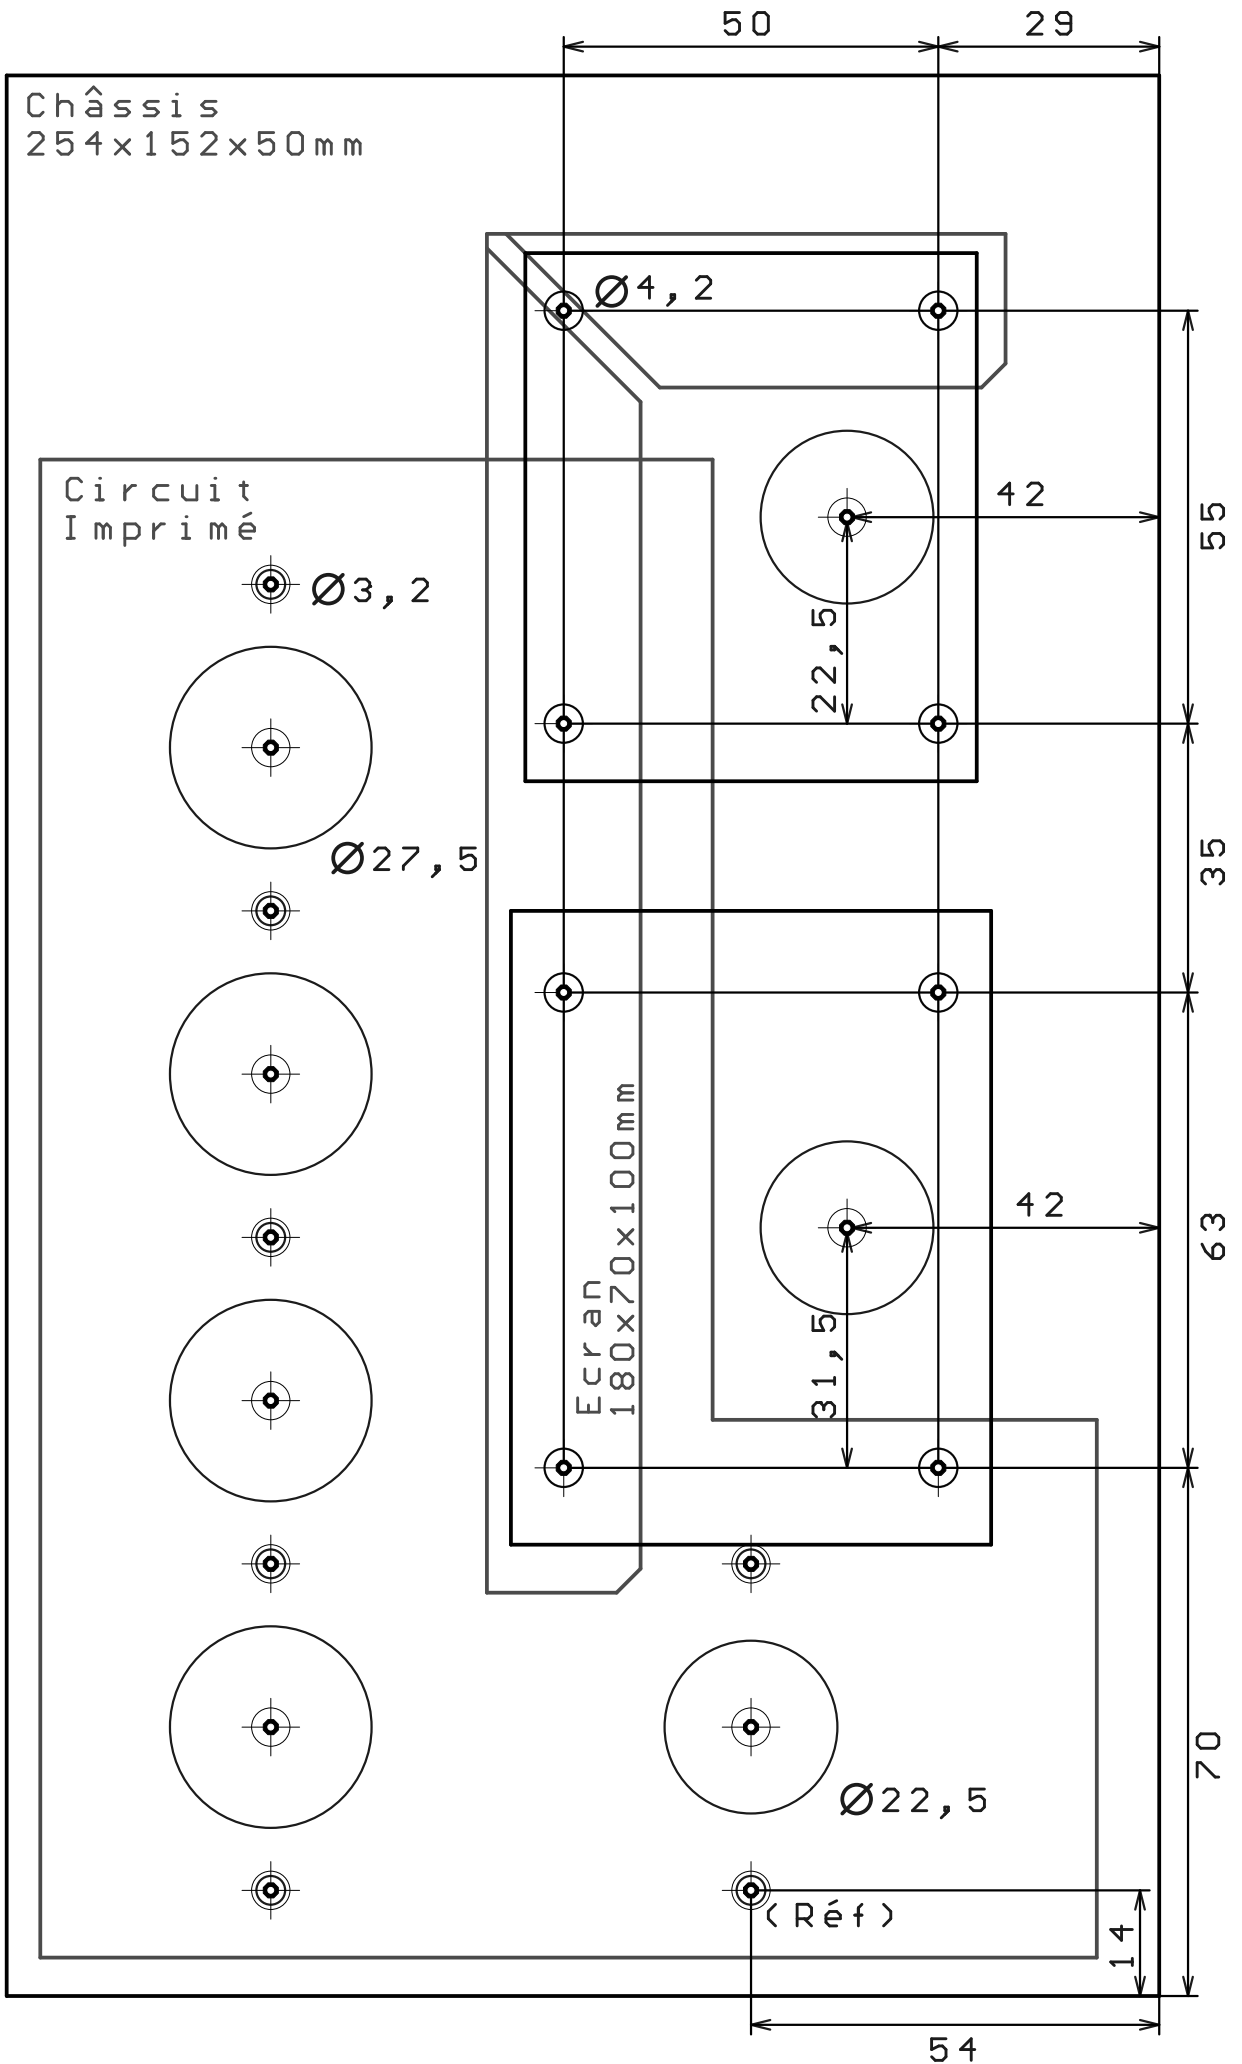 50
29
Châssis
254x152x50mm
Ø4,2
42
55
Circuit
Imprimé
Ø3,2
22,5
35
Ø27,5
Ecran
180x70x100mm
42
63
31,5
70
Ø22,5
(Réf)
14
54